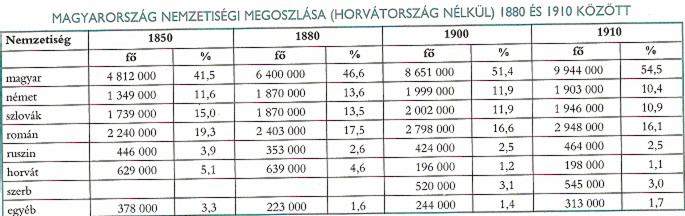 MAGYARORSZÁG NEMZETISÉGI MEGOSZLÁSA (HORVÁTORSZÁG NÉLKÜL) 1880 ÉS 1910 KÖZÖTT
Nemzetiség 1850 1880 1900 1910
fő % fő % fő % fő %
magyar 4 812 000 41,5 6 400 000 46,6 8 651 000 51,4 9 944 000 54,5
német 1 349 000 11,6 1 870 000 13,6 1 999 000 11,9 1 903 000 10,4
szlovák 1 739 000 15,0 1 870 000 13,5 2 002 000 11,9 1 946 000 10,9
román 2 240 000 19,3 2 403 000 17,5 2 798 000 16,6 2 948 000 16,1
ruszin 446 000 3,9 353 000 2,6 424 000 2,5 464 000 2,5
horvát 629 000 5,1 639 000 4,6 196 000 1,2 198 000 1,1
szerb 520 000 3,1 545 000 3,0
egyéb 378 000 3,3 223 000 1,6 244 000 1,4 313 000 1,7